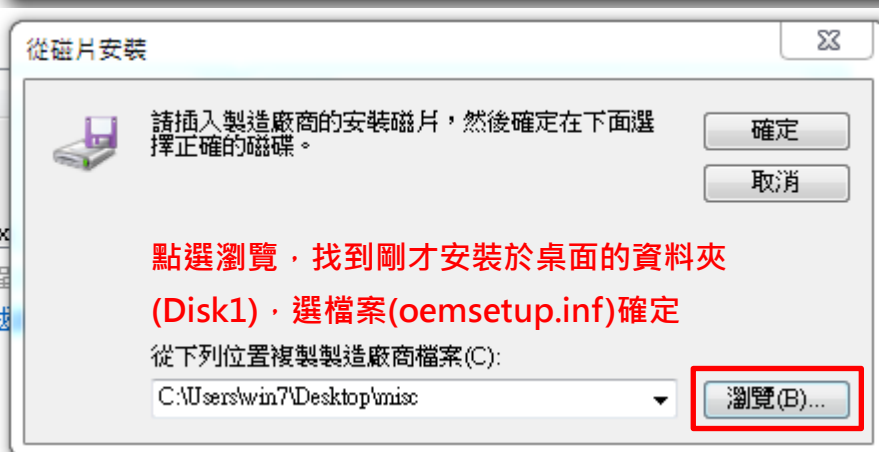 從磁片安裝
請插入製造廠商的安裝磁片，然後確定在下面選
擇正確的磁碟。
確定
取消
點選瀏覽，找到剛才安裝於桌面的資料夾
(Disk1)，選檔案(oemsetup.inf)確定
從下列位置複製製造廠商檔案(C):
C:\Users\win7\Desktop\misc
瀏覽(B)...